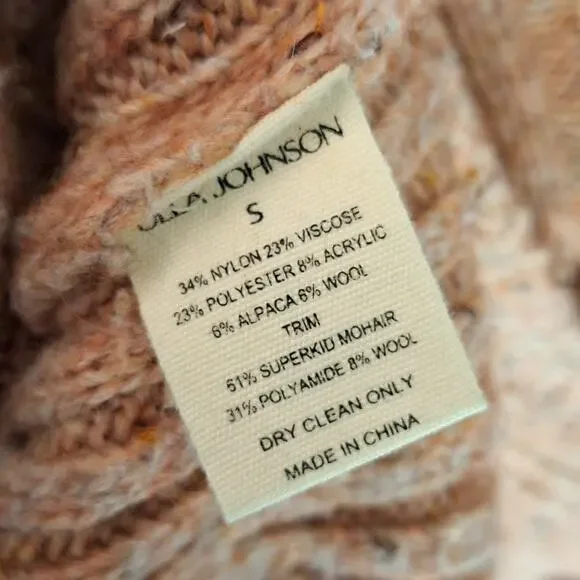 ULLA JOHNSON
S
34% NYLON 23% VISCOSE
23% POLYESTER 8% ACRYLIC
6% ALPACA 6% WOOL
TRIM
61% SUPERKID MOHAIR
31% POLYAMIDE 8% WOOL
DRY CLEAN ONLY
MADE IN CHINA